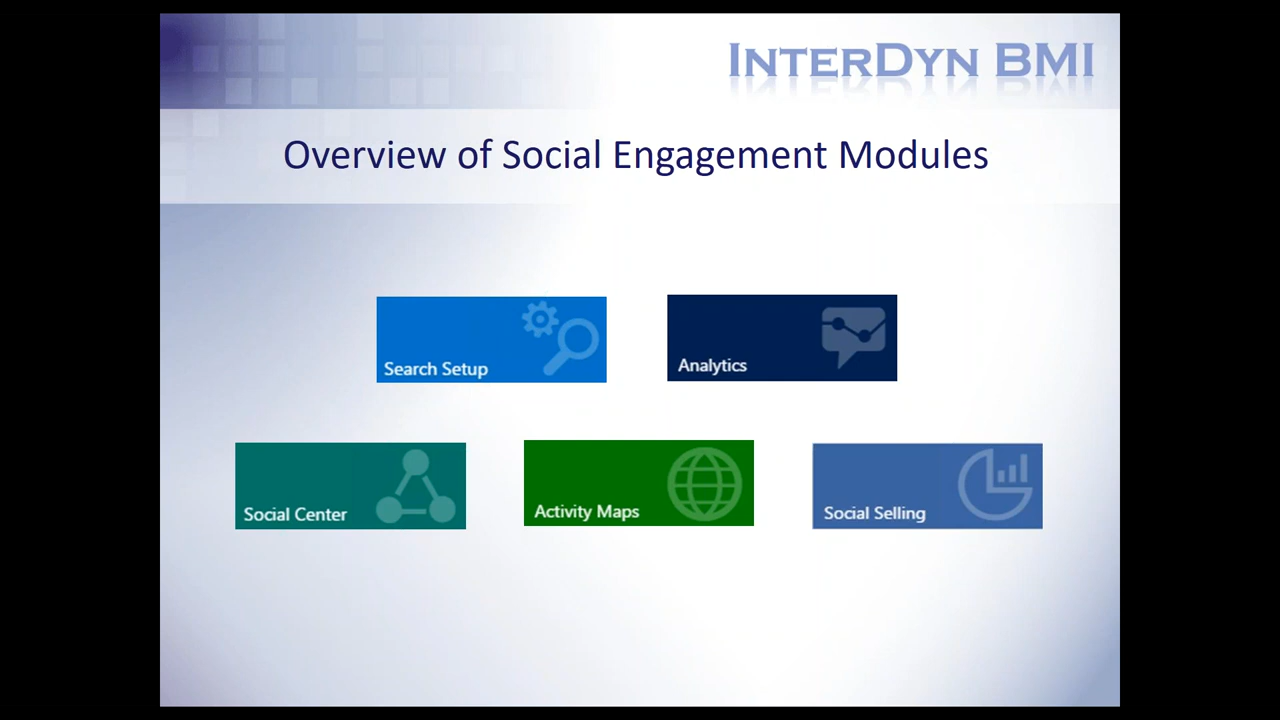 INTERDYN BMI
Overview of Social Engagement Modules
Search Setup
Analytics
Social Center
Activity Maps
Social Selling